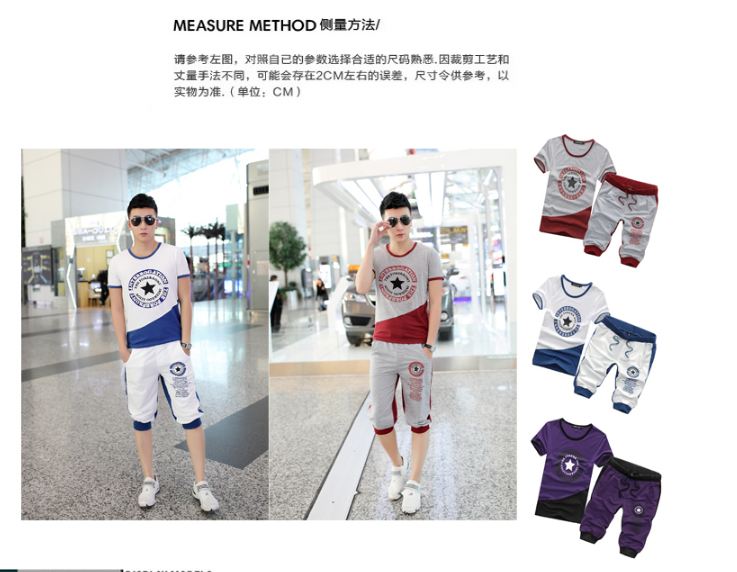 MEASURE METHOD 侧量方法/
请参考左图，对照自己的参数选择合适的尺码熟悉.因裁剪工艺和
丈量手法不同，可能会存在2CM左右的误差，尺寸令供参考，以
实物为准.（单位：CM）